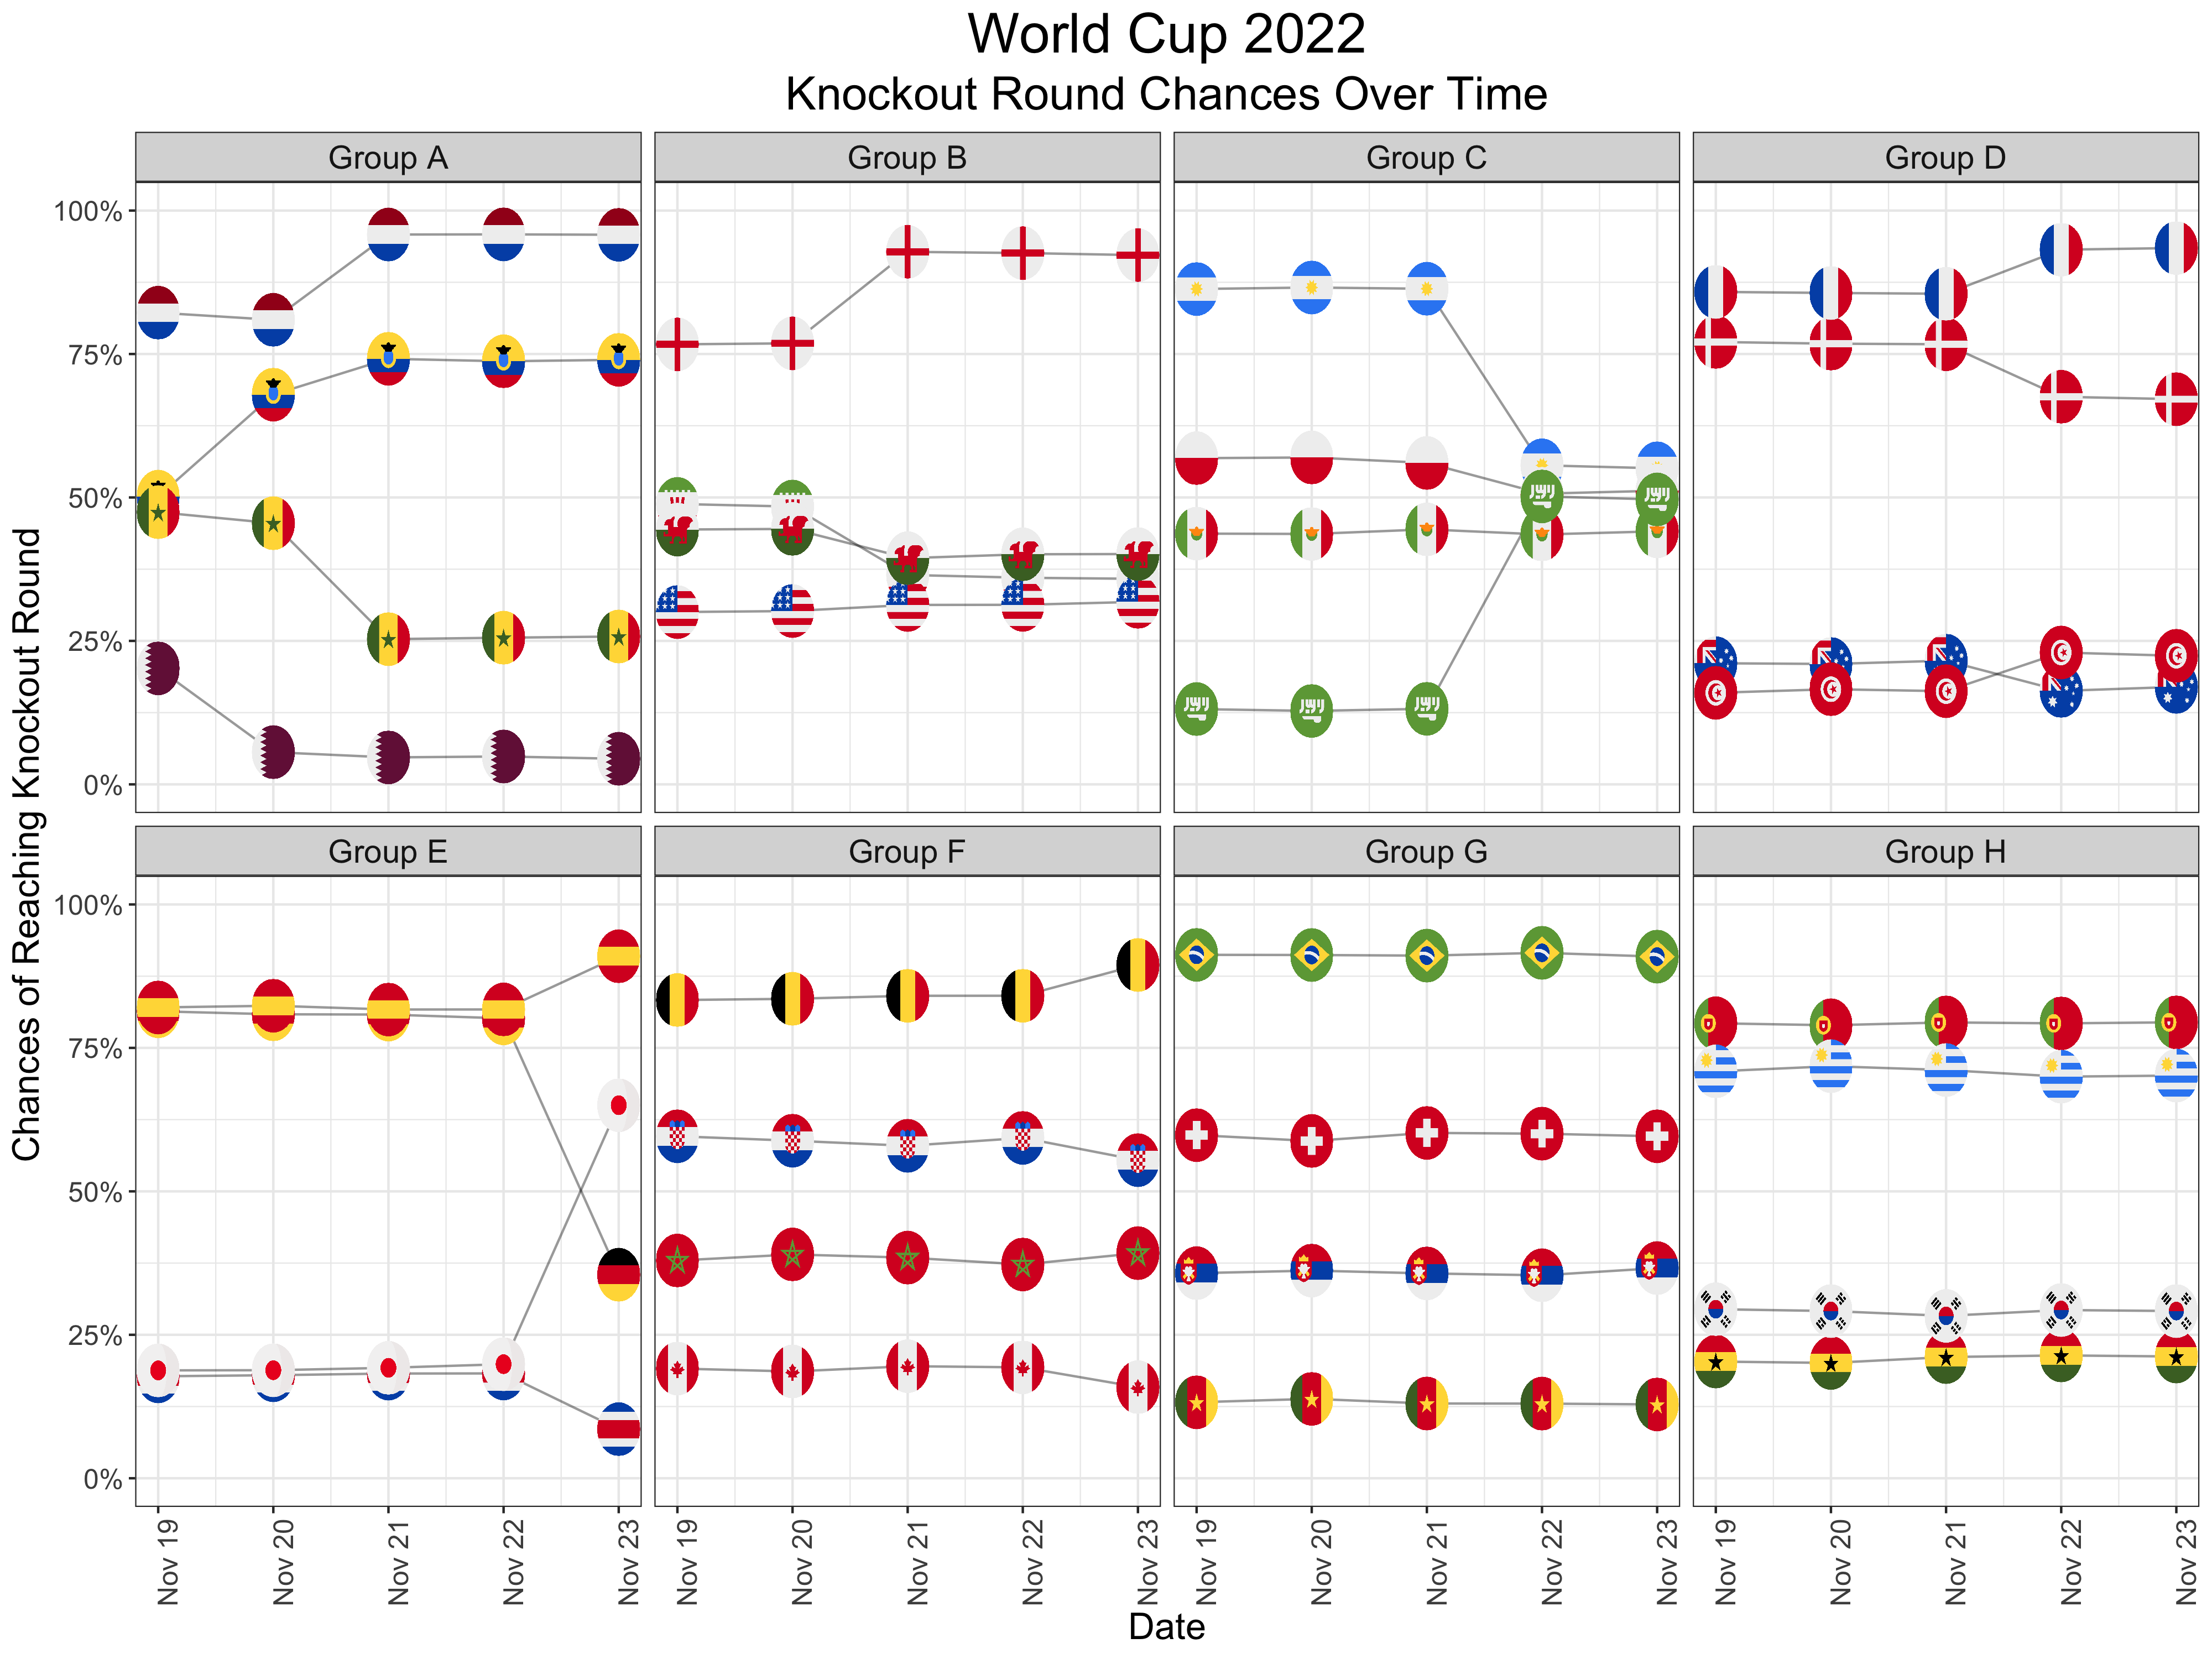 World Cup 2022
Knockout Round Chances Over Time
Group A
Group B
Group C
Group D
100%
75%
50%
25%
0%
Group E
Group F
Group G
Group H
100%
75%
50%
25%
0%
Chances of Reaching Knockout Round
Nov 19
Nov 20
Nov 21
Nov 22
Nov 23
Nov 19
Nov 20
Nov 21
Nov 22
Nov 23
Nov 19
Nov 20
Nov 21
Nov 22
Nov 23
Nov 19
Nov 20
Nov 21
Nov 22
Nov 23
Date